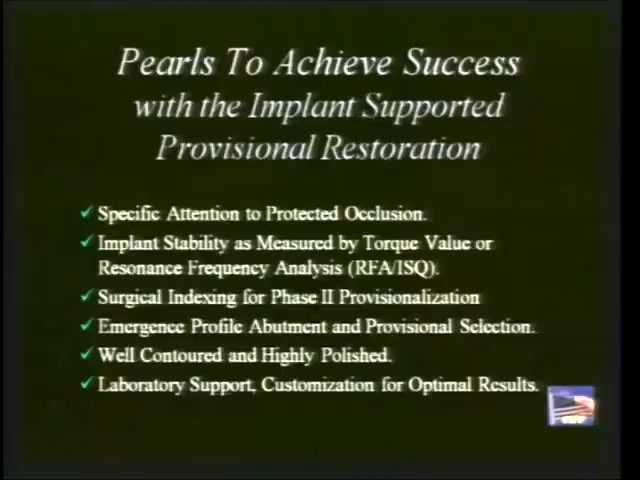 Pearls To Achieve Success
with the Implant Supported
Provisional Restoration
✓ Specific Attention to Protected Occlusion.
✓ Implant Stability as Measured by Torque Value or
Resonance Frequency Analysis (RFA/ISQ).
✓ Surgical Indexing for Phase II Provisionalization
✓ Emergence Profile Abutment and Provisional Selection.
✓ Well Contoured and Highly Polished.
✓ Laboratory Support, Customization for Optimal Results.